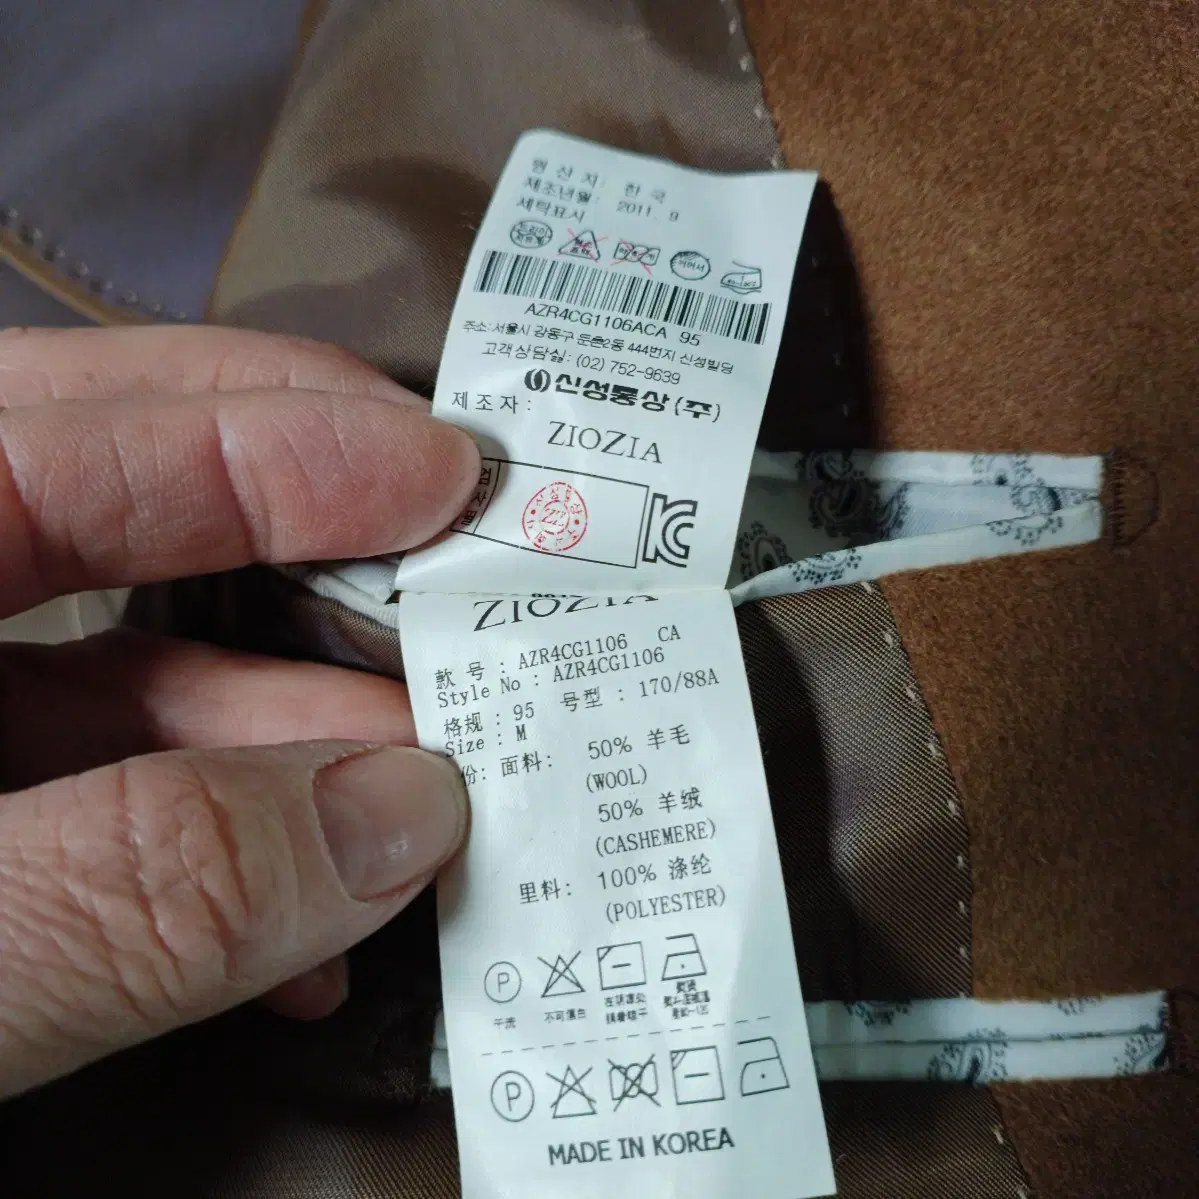 원산지: 한국
제조년월: 2011. 9
세탁표시
AZR4CG1106ACA 95
주소:서울시 강동구 둔촌2동 444번지 신성빌딩
고객상담실: (02) 752-9639
제조자: 신성통상(주)
ZIOZIA
ZIOZIA
款 号 : AZR4CG1106 CA
Style No : AZR4CG1106
格规 : 95 号型 : 170/88A
Size : M
份: 面料: 50% 羊毛
(WOOL)
50% 羊绒
(CASHEMERE)
里料: 100% 涤纶
(POLYESTER)
P
干洗 不可漂白
P
MADE IN KOREA